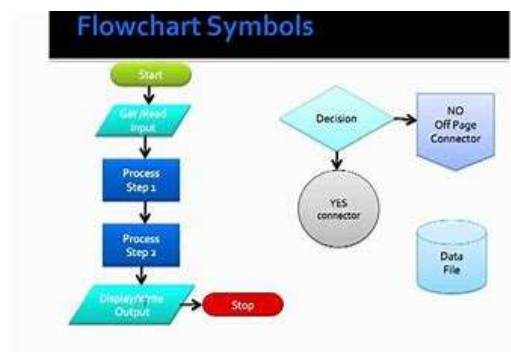 Flowchart Symbols
Start
Get /Read
Input
Process
Step 1
Process
Step 2
Display/Write
Output
Stop
Decision
NO
Off Page
Connector
YES
connector
Data
File